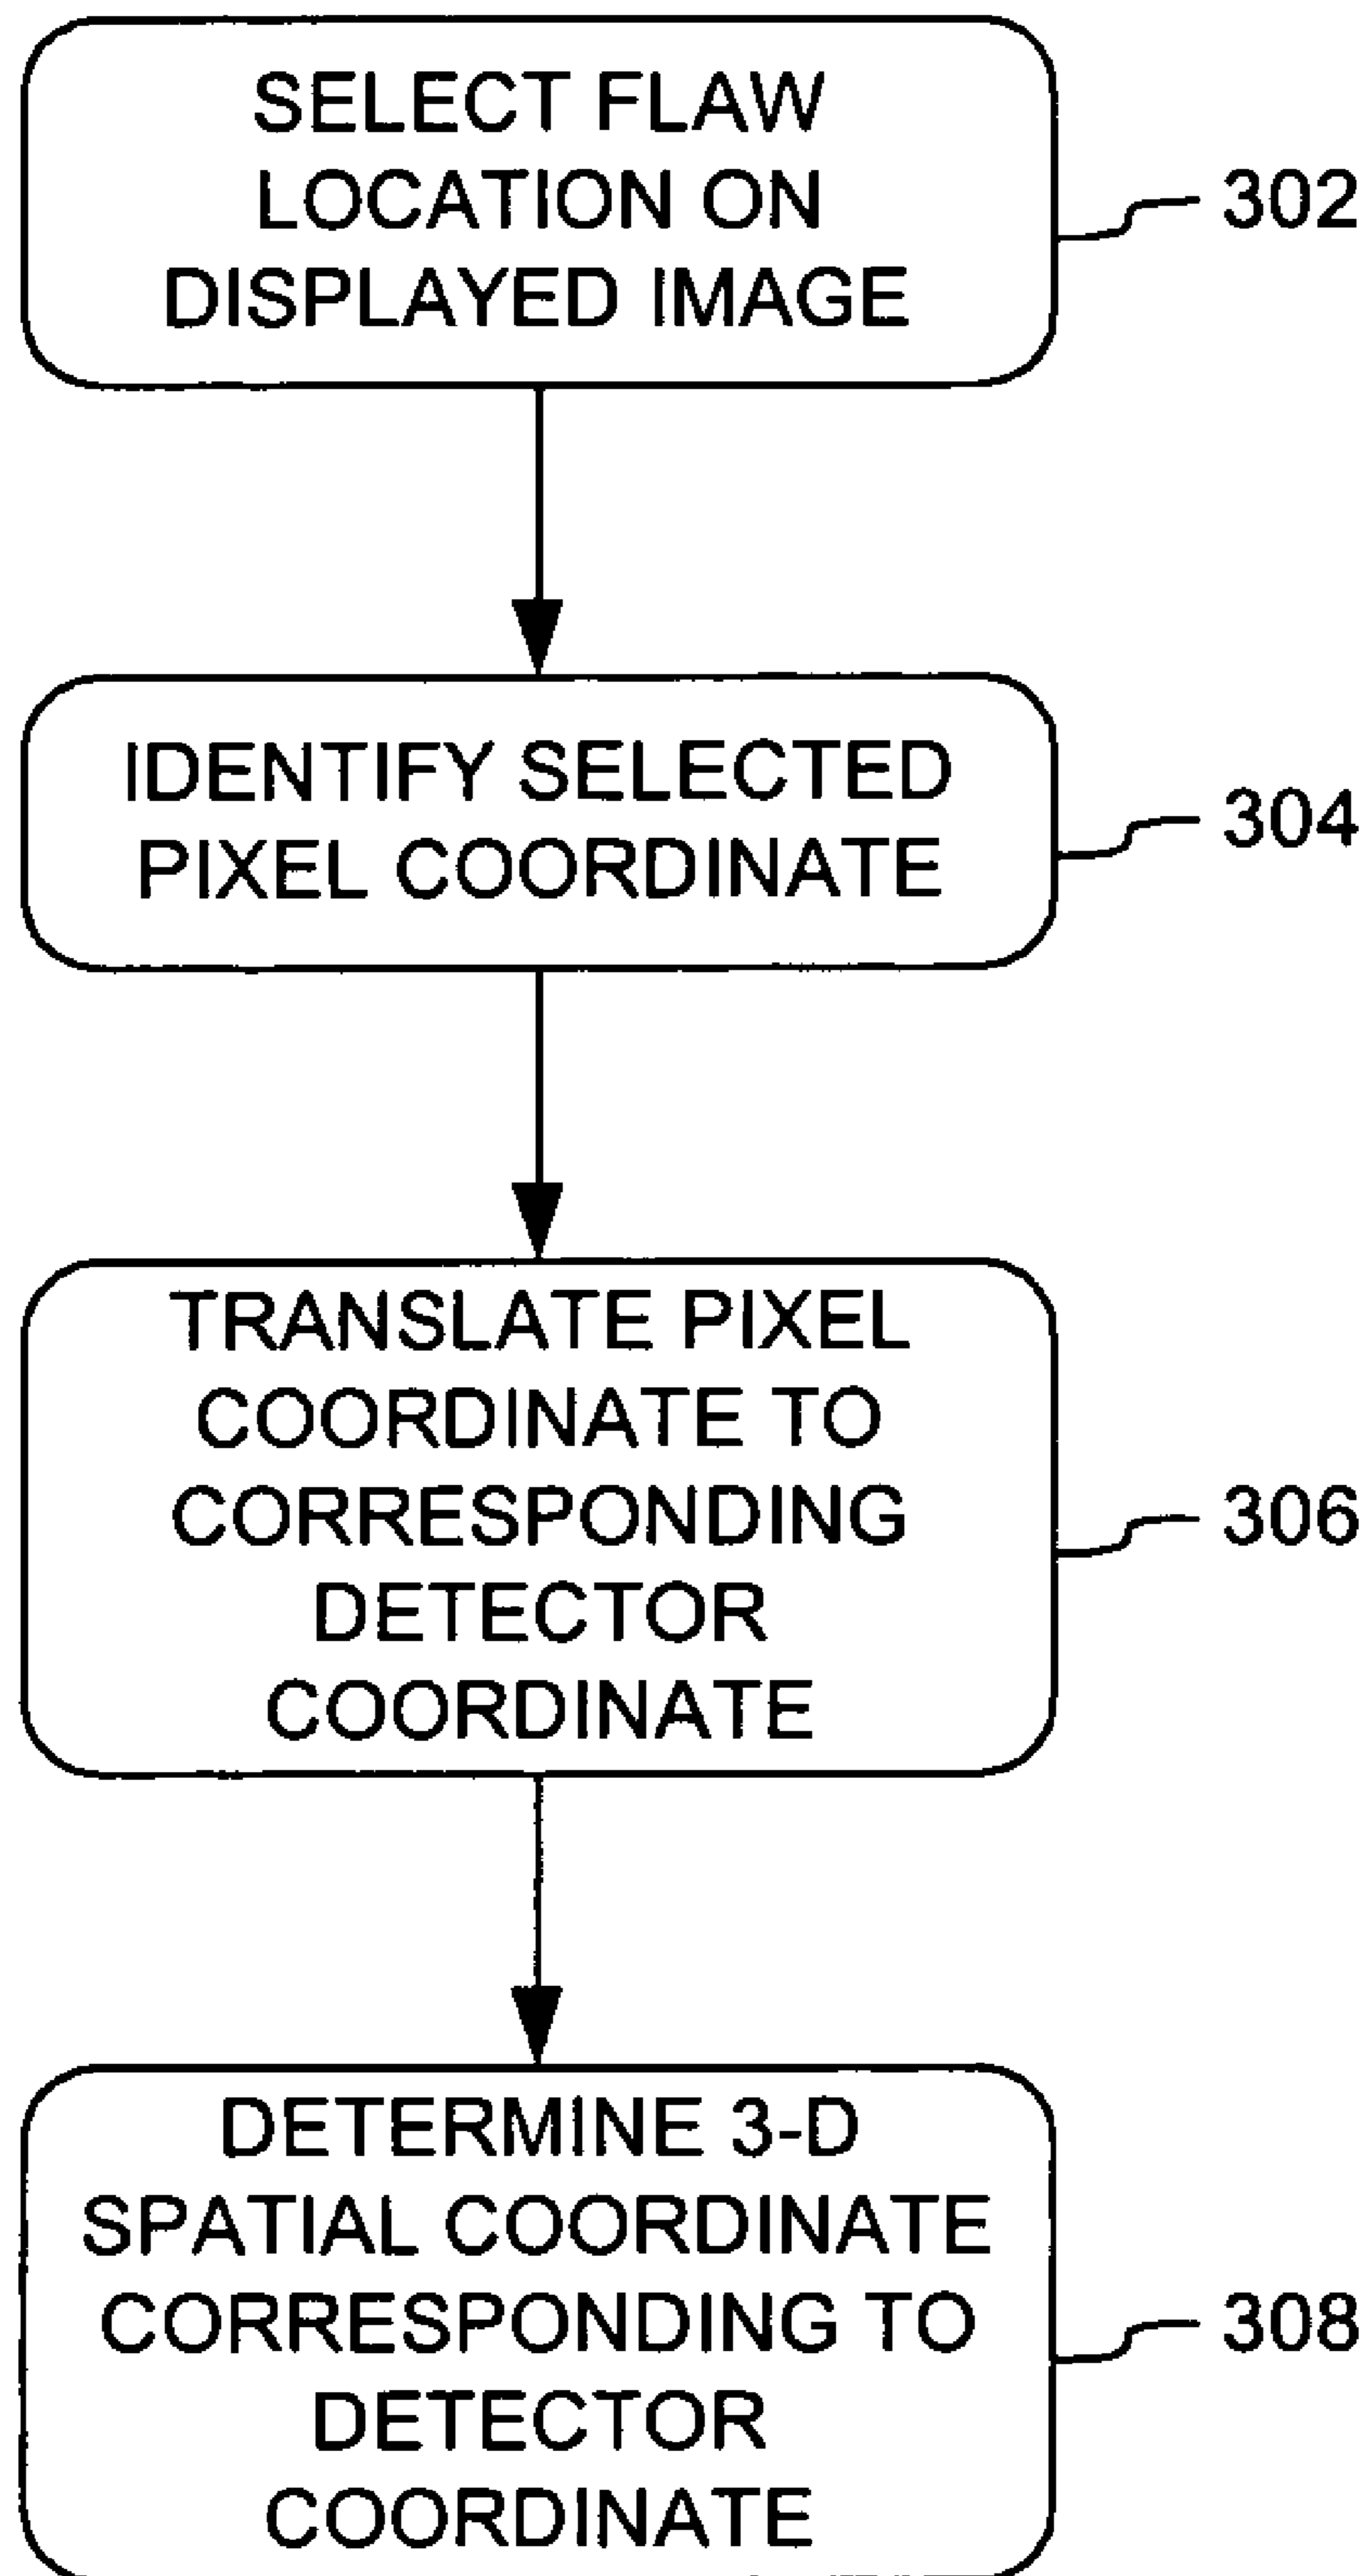 SELECT FLAW
LOCATION ON
DISPLAYED IMAGE
302
IDENTIFY SELECTED
PIXEL COORDINATE
304
TRANSLATE PIXEL
COORDINATE TO
CORRESPONDING
DETECTOR
COORDINATE
306
DETERMINE 3-D
SPATIAL COORDINATE
CORRESPONDING TO
DETECTOR
COORDINATE
308